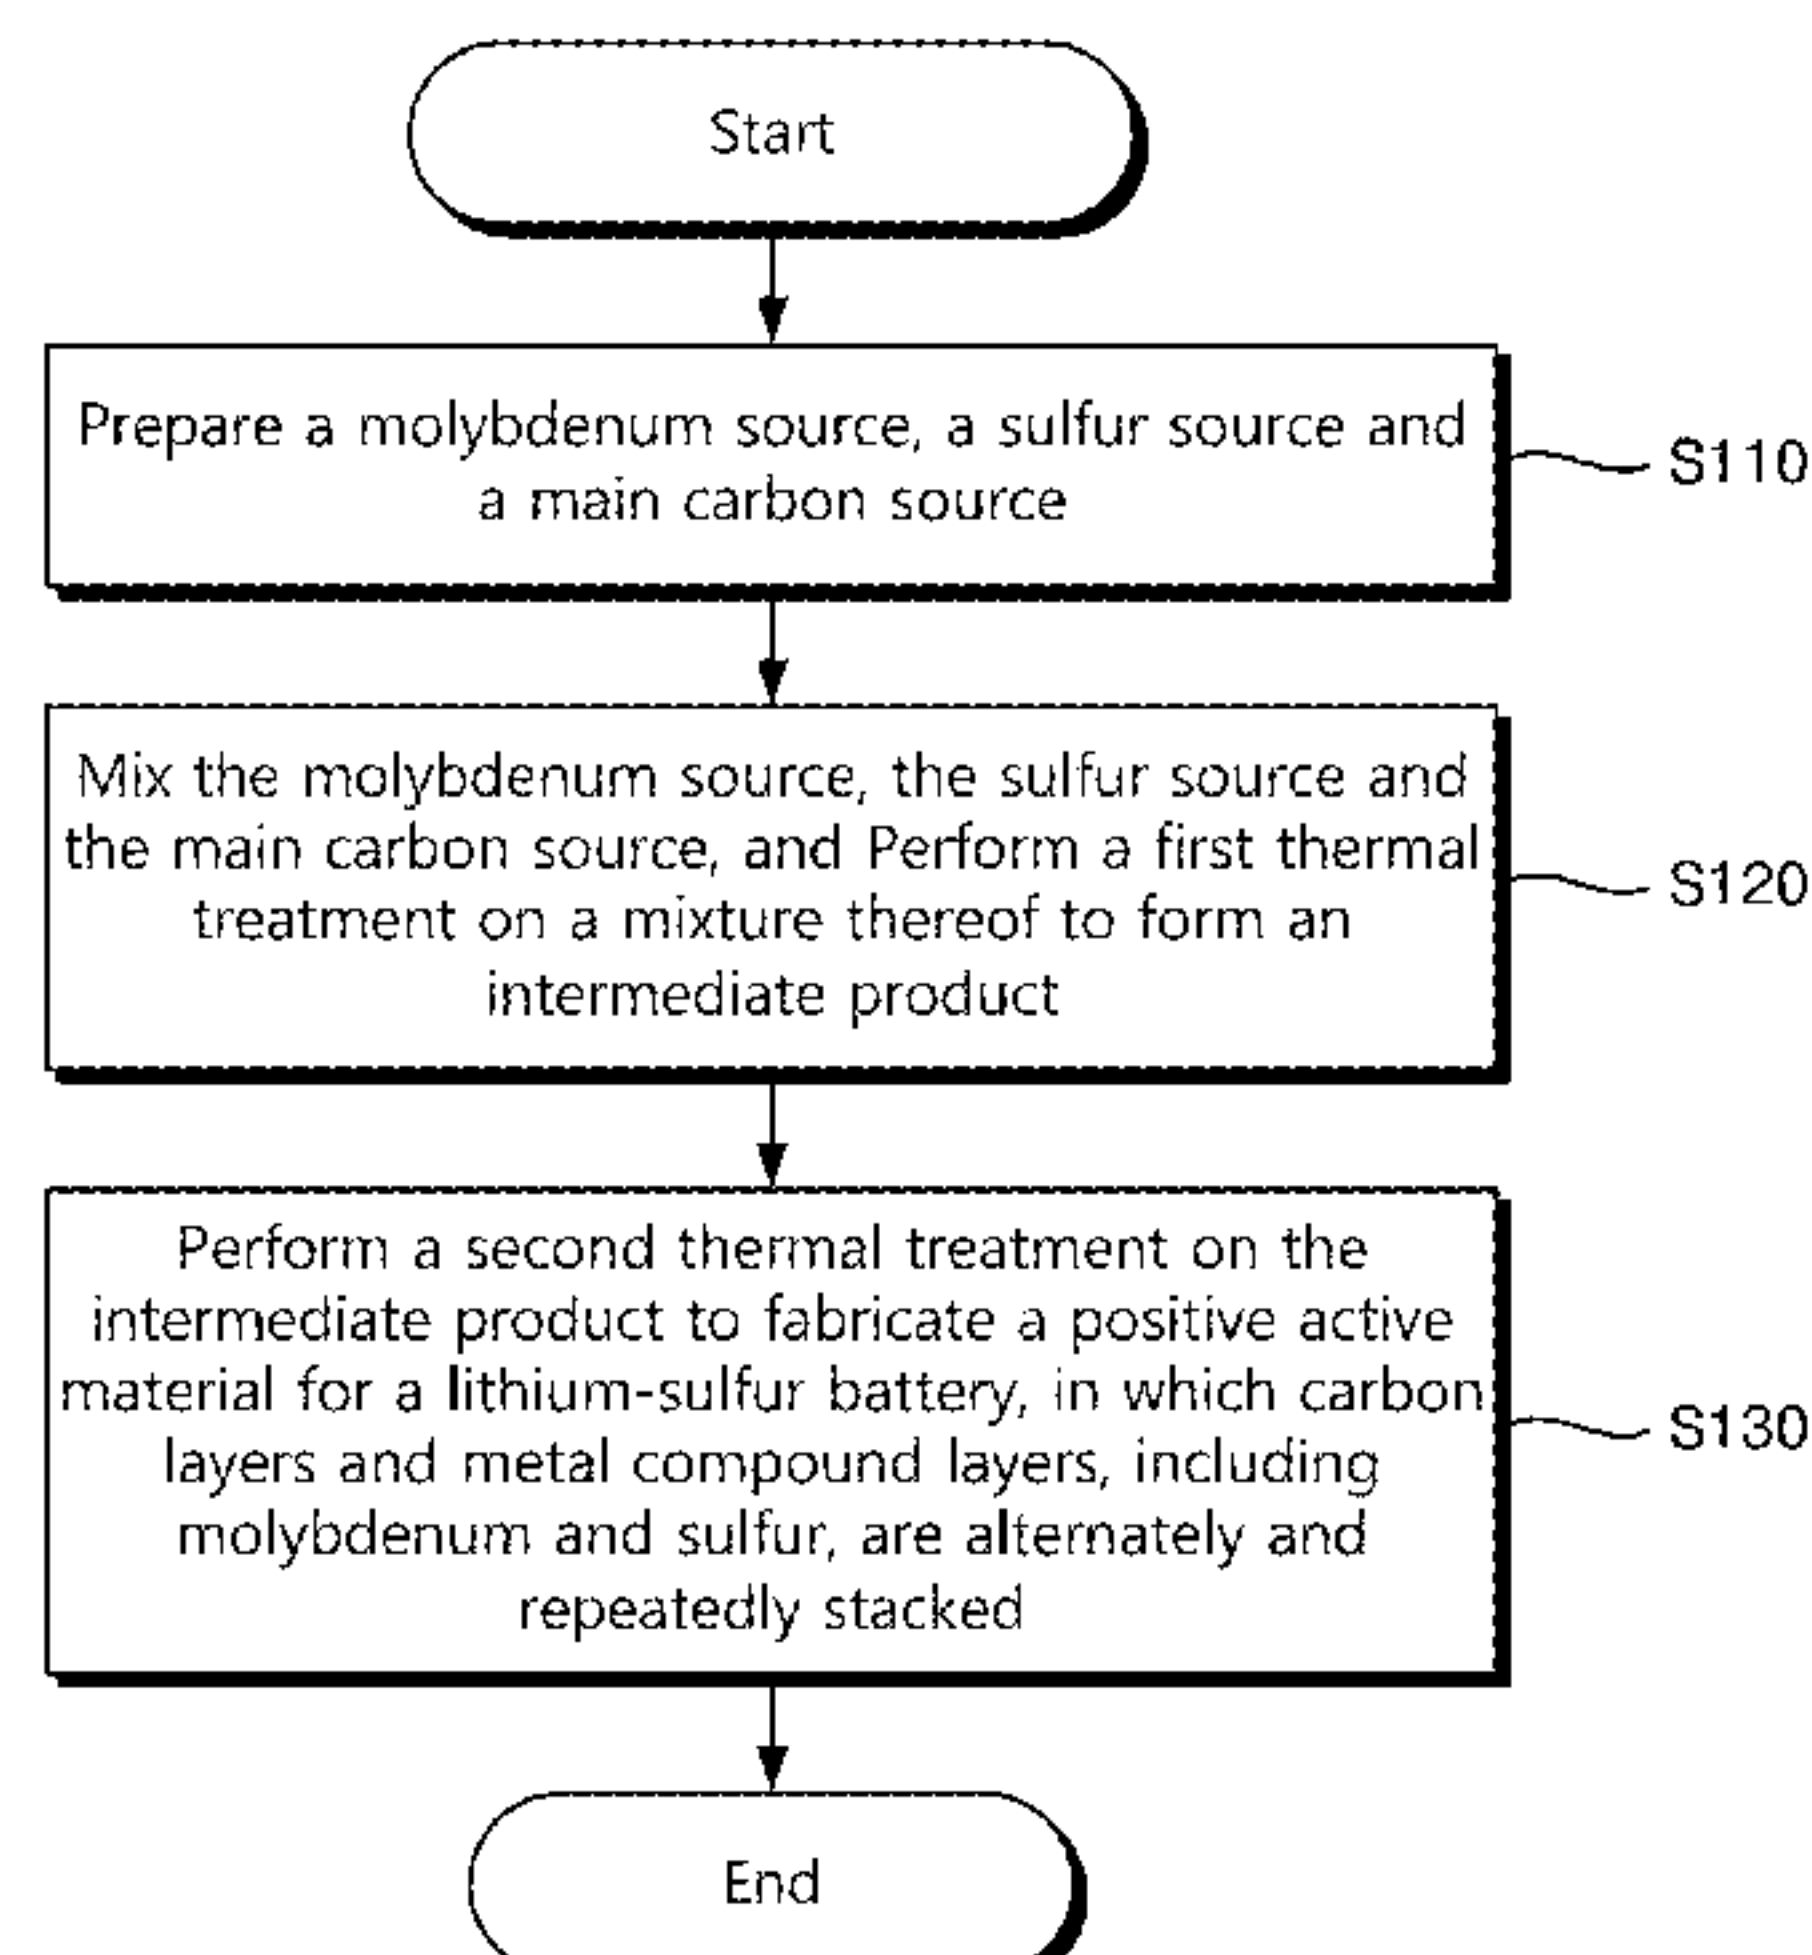 Start
Prepare a molybdenum source, a sulfur source and
a main carbon source
S110
Mix the molybdenum source, the sulfur source and
the main carbon source, and Perform a first thermal
treatment on a mixture thereof to form an
intermediate product
S120
Perform a second thermal treatment on the
intermediate product to fabricate a positive active
material for a lithium-sulfur battery, in which carbon
layers and metal compound layers, including
molybdenum and sulfur, are alternately and
repeatedly stacked
S130
End